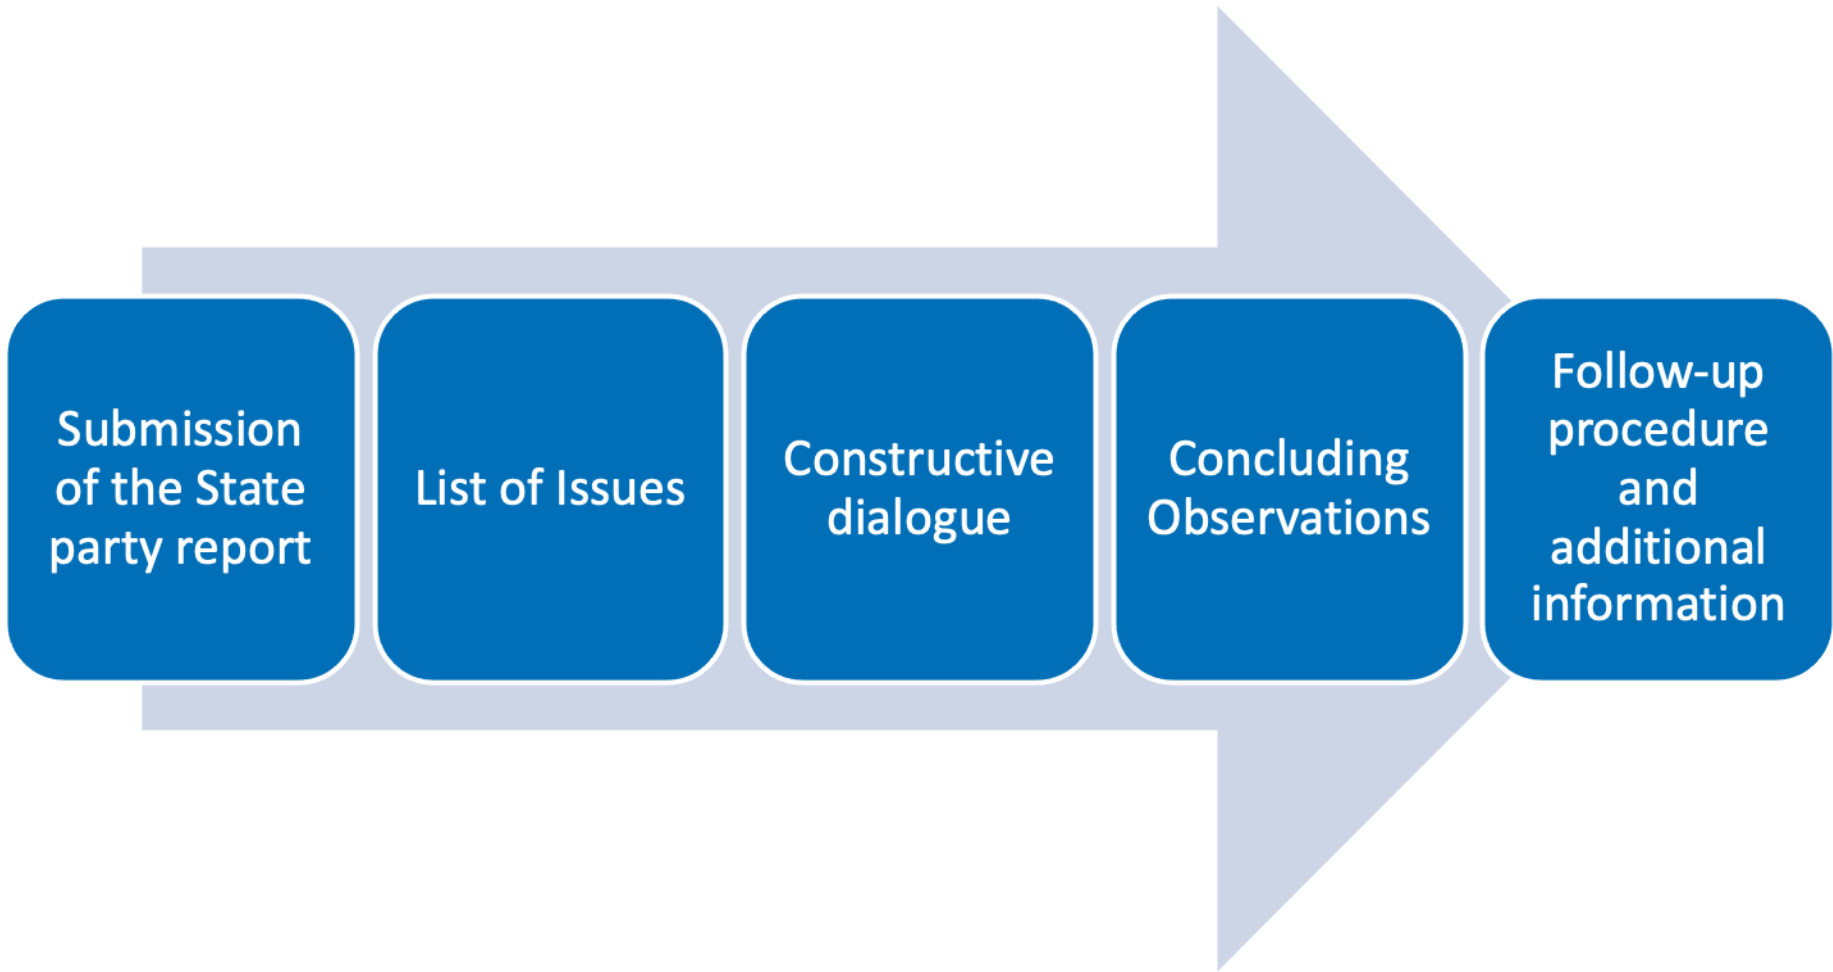 Submission
of the State
party report
List of Issues
Constructive
dialogue
Concluding
Observations
Follow-up
procedure
and
additional
information